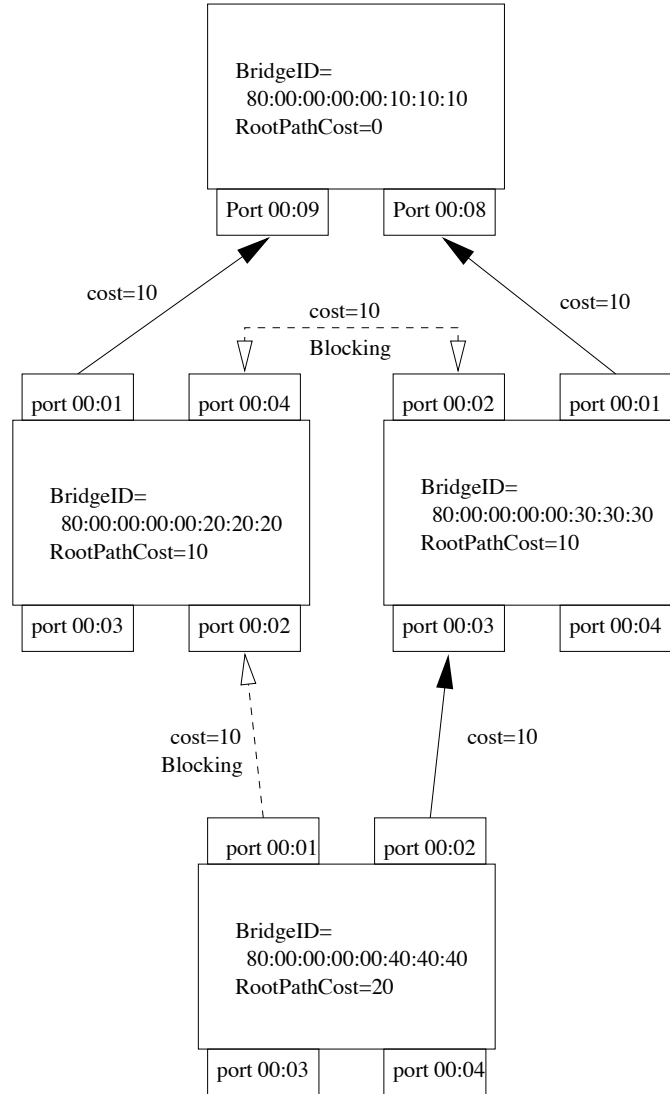 BridgeID=
80:00:00:00:00:10:10:10
RootPathCost=0
Port 00:09
Port 00:08
cost=10
cost=10
cost=10
Blocking
port 00:01
port 00:04
port 00:02
port 00:01
BridgeID=
80:00:00:00:00:20:20:20
RootPathCost=10
BridgeID=
80:00:00:00:00:30:30:30
RootPathCost=10
port 00:03
port 00:02
port 00:03
port 00:04
cost=10
Blocking
cost=10
port 00:01
port 00:02
BridgeID=
80:00:00:00:00:40:40:40
RootPathCost=20
port 00:03
port 00:04